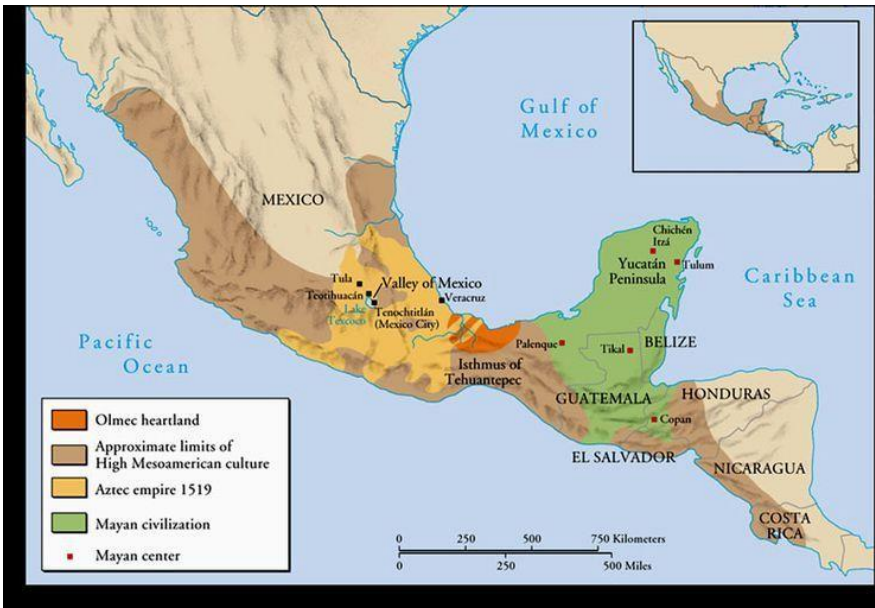 Gulf of
Mexico
MEXICO
Chichén
Itzá
Yucatán
Peninsula
Tulum
Caribbean
Sea
Tula
Valley of Mexico
Teotihuacán
Lake
Texcoco
Tenochtitlán
(Mexico City)
Veracruz
Pacific
Ocean
Palenque
Tikal
BELIZE
Isthmus of
Tehuantepec
GUATEMALA
HONDURAS
Copan
EL SALVADOR
NICARAGUA
COSTA
RICA
Olmec heartland
Approximate limits of
High Mesoamerican culture
Aztec empire 1519
Mayan civilization
Mayan center
0 250 500 750 Kilometers
0 250 500 Miles